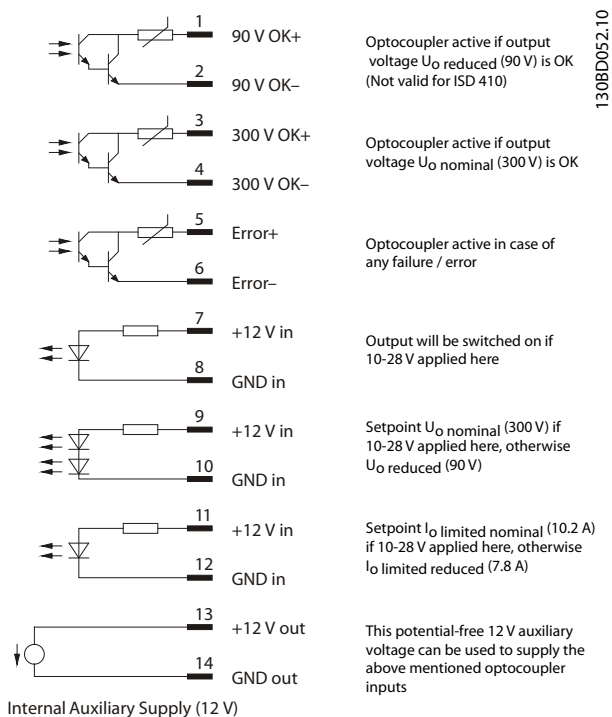 130BD052.10
1
90 V OK+
2
90 V OK–
Optocoupler active if output
voltage Uo reduced (90 V) is OK
(Not valid for ISD 410)
3
300 V OK+
4
300 V OK–
Optocoupler active if output
voltage Uo nominal (300 V) is OK
5
Error+
6
Error–
Optocoupler active in case of
any failure / error
7
+12 V in
8
GND in
Output will be switched on if
10-28 V applied here
9
+12 V in
10
GND in
Setpoint Uo nominal (300 V) if
10-28 V applied here, otherwise
Uo reduced (90 V)
11
+12 V in
12
GND in
Setpoint Io limited nominal (10.2 A)
if 10-28 V applied here, otherwise
Io limited reduced (7.8 A)
13
+12 V out
14
GND out
This potential-free 12 V auxiliary
voltage can be used to supply the
above mentioned optocoupler
inputs
Internal Auxiliary Supply (12 V)